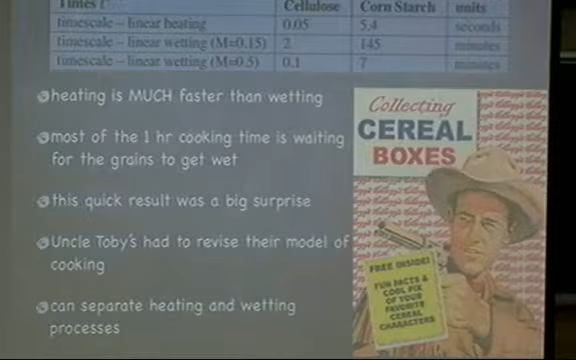 Times t Cellulose Corn Starch units
timescale – linear heating 0.05 5.4 seconds
timescale – linear wetting (M=0.15) 2 145 minutes
timescale – linear wetting (M=0.5) 0.1 7 minutes
heating is MUCH faster than wetting
most of the 1 hr cooking time is waiting
for the grains to get wet
this quick result was a big surprise
Uncle Toby's had to revise their model of
cooking
can separate heating and wetting
processes
Collecting
CEREAL
BOXES
FREE INSIDE!
FUN FACTS &
COOL PIX
OF YOUR
FAVORITE
CEREAL
CHARACTERS